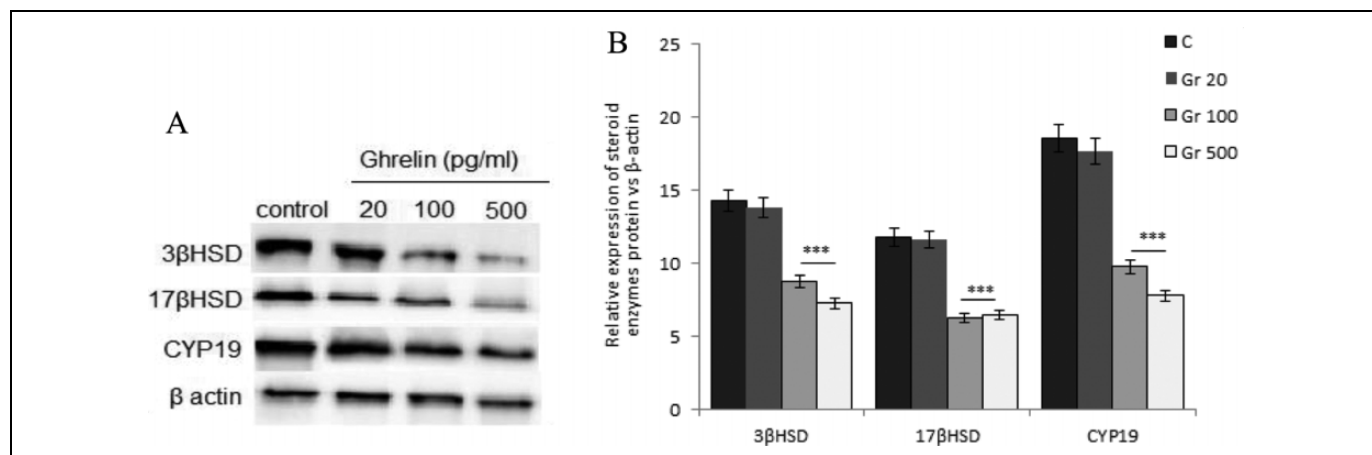 A
Ghrelin (pg/ml)
control 20 100 500
3βHSD
17βHSD
CYP19
β actin
B
Relative expression of steroid
enzymes protein vs β-actin
25
20
15
10
5
0
***
***
***
3βHSD 17βHSD CYP19
C
Gr 20
Gr 100
Gr 500